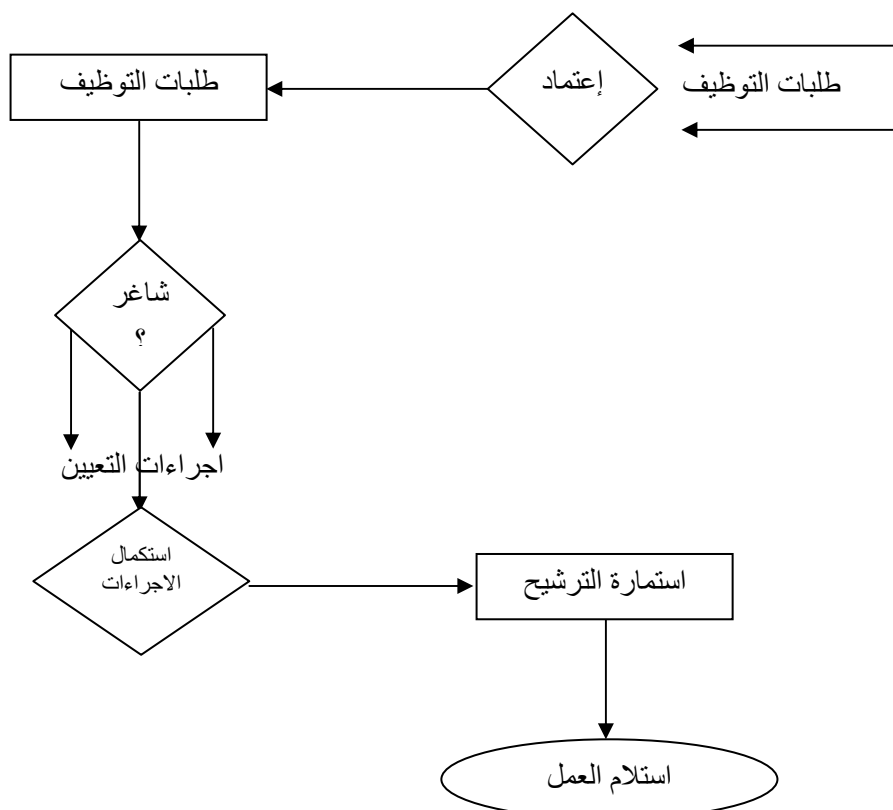 طلبات التوظيف
إعتماد
طلبات التوظيف
شاغر
؟
اجراءات التعيين
استكمال
الاجراءات
استمارة الترشيح
استلام العمل